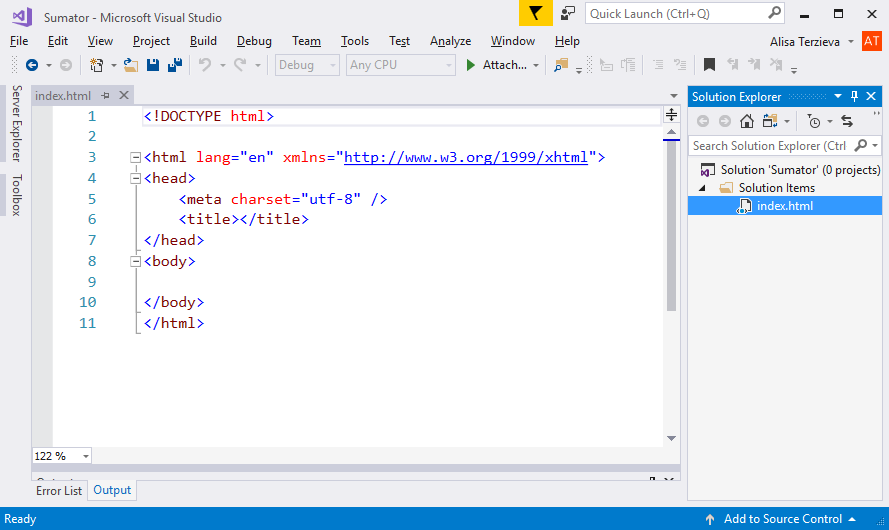 Sumator - Microsoft Visual Studio
Quick Launch (Ctrl+Q)
File Edit View Project Build Debug Team Tools Test Analyze Window Help
Alisa Terzieva AT
Debug Any CPU Attach...
Server Explorer
Toolbox
index.html
1 <!DOCTYPE html>
2
3 <html lang="en" xmlns="http://www.w3.org/1999/xhtml">
4 <head>
5 <meta charset="utf-8" />
6 <title></title>
7 </head>
8 <body>
9
10 </body>
11 </html>
122 %
Solution Explorer
Search Solution Explorer (Ctrl
Solution 'Sumator' (0 projects)
Solution Items
index.html
Error List Output
Ready
Add to Source Control